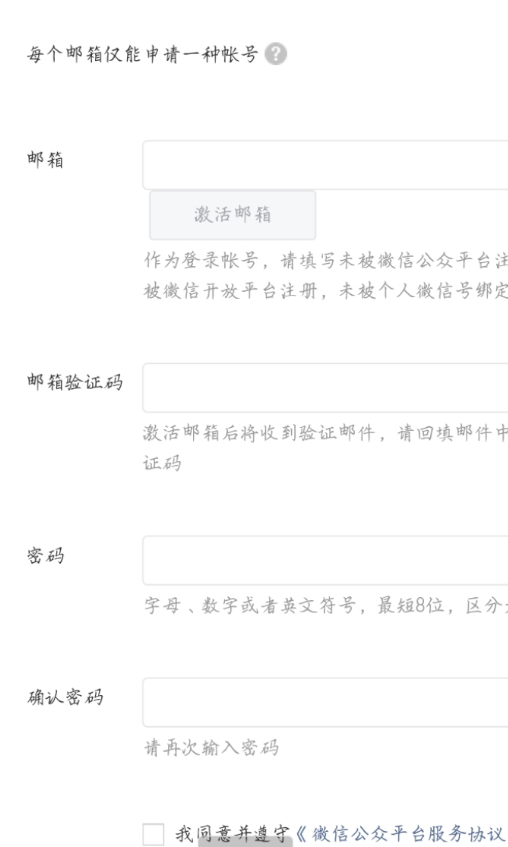 每个邮箱仅能申请一种帐号 ?
邮箱
激活邮箱
作为登录帐号，请填写未被微信公众平台注
被微信开放平台注册，未被个人微信号绑定
邮箱验证码
激活邮箱后将收到验证邮件，请回填邮件中
证码
密码
字母、数字或者英文符号，最短8位，区分
确认密码
请再次输入密码
我同意并遵守《微信公众平台服务协议